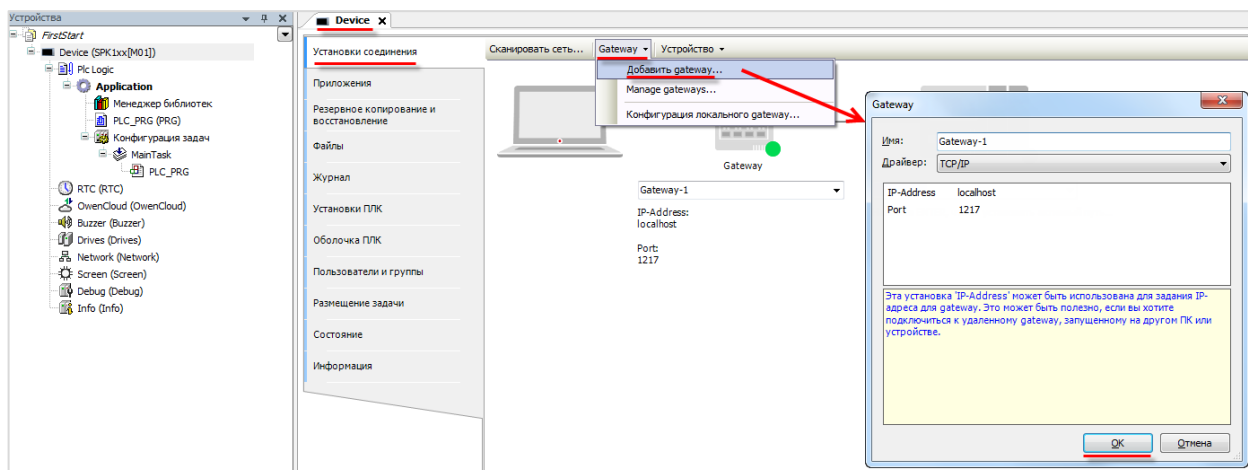 Устройства
FirstStart
Device (SPK1xx[M01])
Plc Logic
Application
Менеджер библиотек
PLC_PRG (PRG)
Конфигурация задач
MainTask
PLC_PRG
RTC (RTC)
OwenCloud (OwenCloud)
Buzzer (Buzzer)
Drives (Drives)
Network (Network)
Screen (Screen)
Debug (Debug)
Info (Info)
Device
Установки соединения
Приложения
Резервное копирование и
восстановление
Файлы
Журнал
Установки ПЛК
Оболочка ПЛК
Пользователи и группы
Размещение задачи
Состояние
Информация
Сканировать сеть... Gateway Устройство
Добавить gateway...
Manage gateways...
Конфигурация локального gateway...
Gateway
Gateway-1
IP-Address:
localhost
Port:
1217
Gateway
Имя: Gateway-1
Драйвер: TCP/IP
IP-Address localhost
Port 1217
Эта установка 'IP-Address' может быть использована для задания IP-
адреса для gateway. Это может быть полезно, если вы хотите
подключиться к удаленному gateway, запущенному на другом ПК или
устройстве.
OK Отмена